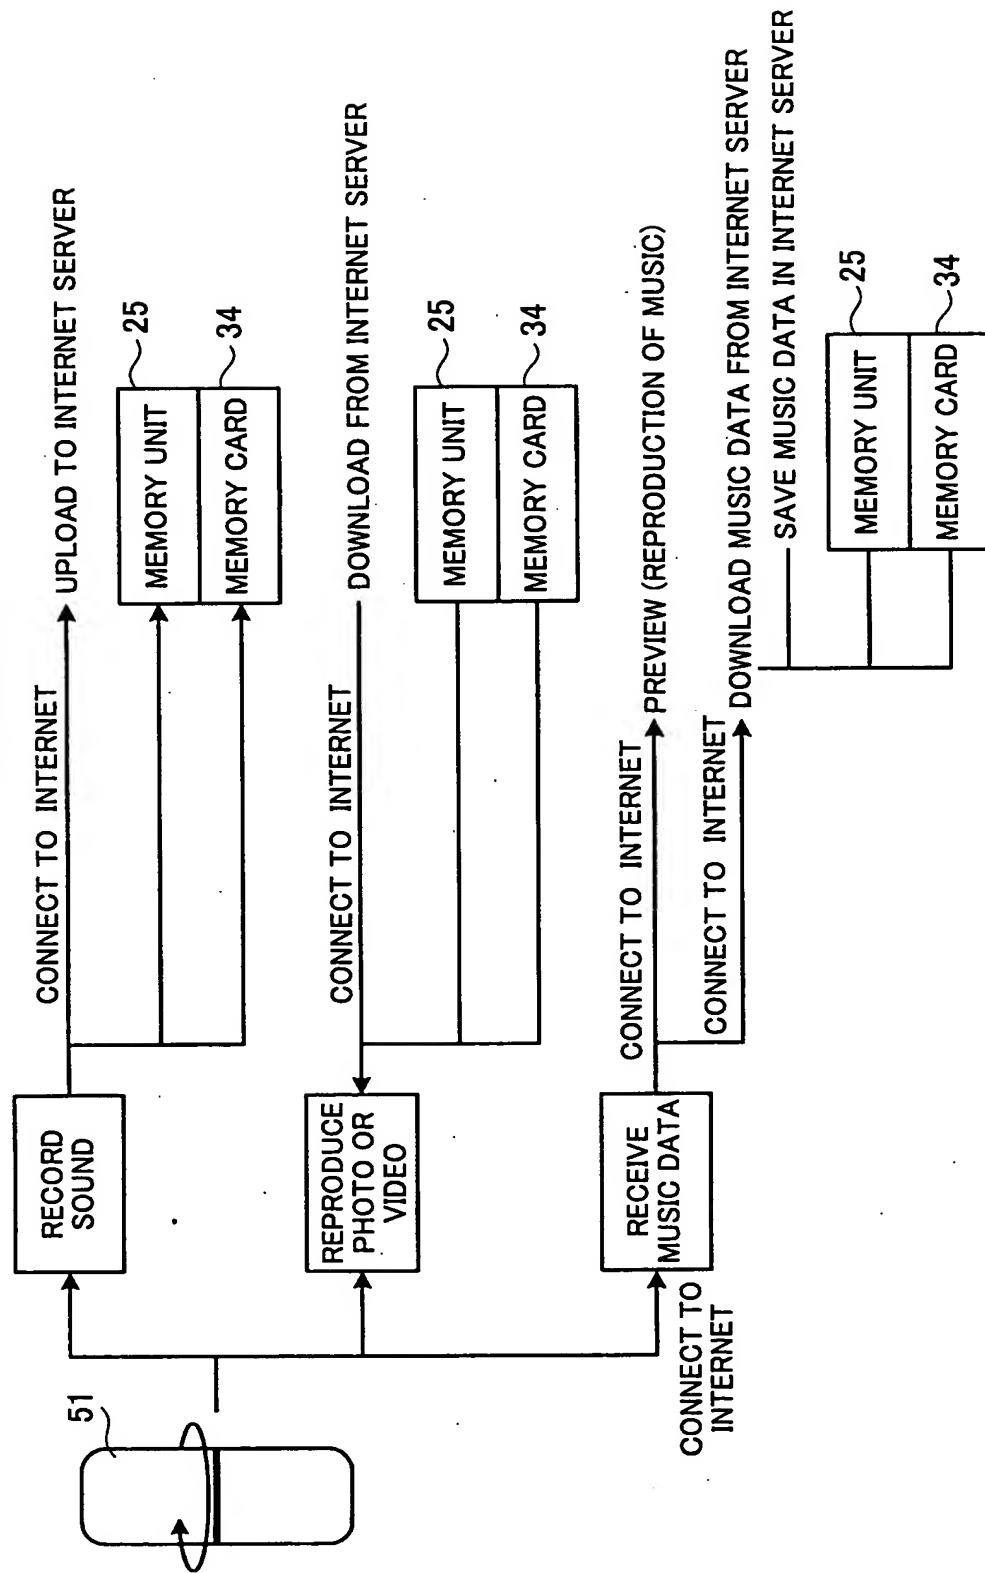 51
RECORD
SOUND
CONNECT TO INTERNET
UPLOAD TO INTERNET SERVER
MEMORY UNIT
25
MEMORY CARD
34
REPRODUCE
PHOTO OR
VIDEO
CONNECT TO INTERNET
DOWNLOAD FROM INTERNET SERVER
MEMORY UNIT
25
MEMORY CARD
34
CONNECT TO
INTERNET
RECEIVE
MUSIC DATA
CONNECT TO INTERNET
PREVIEW (REPRODUCTION OF MUSIC)
CONNECT TO INTERNET
DOWNLOAD MUSIC DATA FROM INTERNET SERVER
SAVE MUSIC DATA IN INTERNET SERVER
MEMORY UNIT
25
MEMORY CARD
34